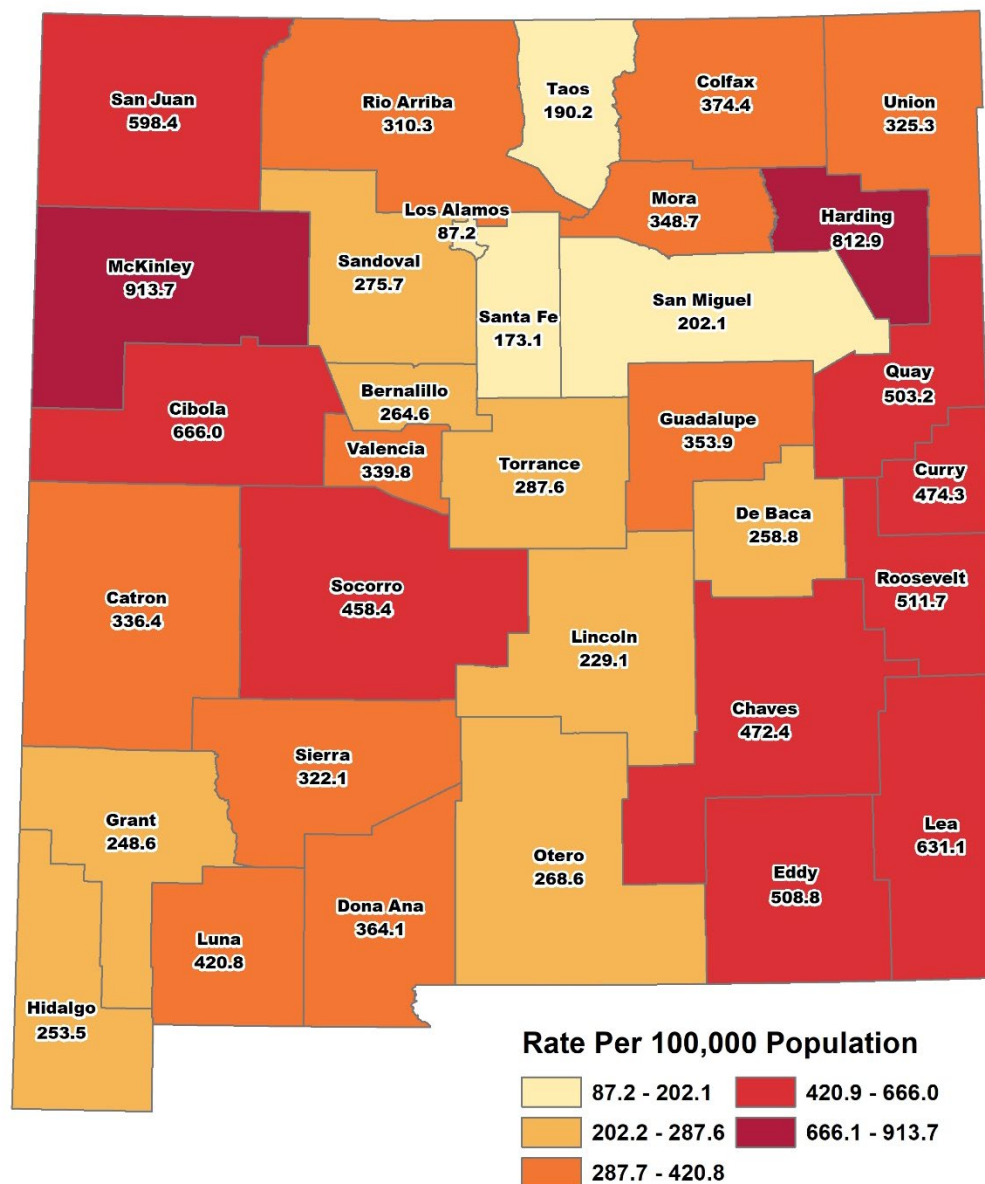 San Juan
598.4
Rio Arriba
310.3
Taos
190.2
Colfax
374.4
Union
325.3
Los Alamos
87.2
Mora
348.7
Harding
812.9
McKinley
913.7
Sandoval
275.7
Santa Fe
173.1
San Miguel
202.1
Quay
503.2
Cibola
666.0
Bernalillo
264.6
Valencia
339.8
Torrance
287.6
Guadalupe
353.9
Curry
474.3
De Baca
258.8
Roosevelt
511.7
Catron
336.4
Socorro
458.4
Lincoln
229.1
Chaves
472.4
Sierra
322.1
Grant
248.6
Otero
268.6
Eddy
508.8
Lea
631.1
Luna
420.8
Dona Ana
364.1
Hidalgo
253.5
Rate Per 100,000 Population
87.2 - 202.1
202.2 - 287.6
287.7 - 420.8
420.9 - 666.0
666.1 - 913.7